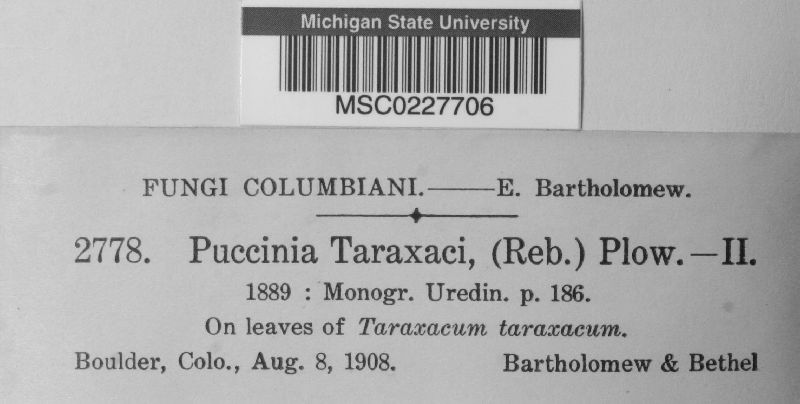 Michigan State University
MSC0227706
FUNGI COLUMBIANI.——E. Bartholomew.
2778. Puccinia Taraxaci, (Reb.) Plow.—II.
1889 : Monogr. Uredin. p. 186.
On leaves of Taraxacum taraxacum.
Boulder, Colo., Aug. 8, 1908. Bartholomew & Bethel